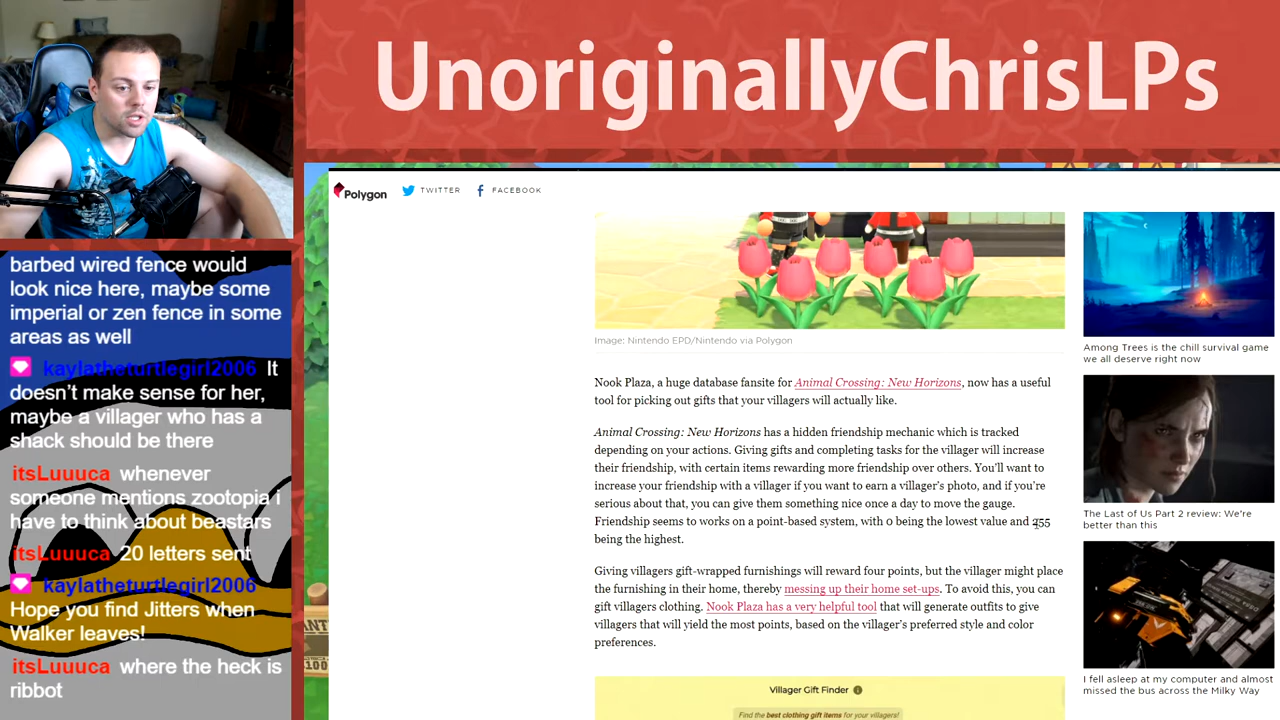 UnoriginallyChrisLPs
Polygon TWITTER FACEBOOK
barbed wired fence would
look nice here, maybe some
imperial or zen fence in some
areas as well
kaylatheturtlegirl2006 It
doesn't make sense for her,
maybe a villager who has a
shack should be there
itsLuuuca whenever
someone mentions zootopia i
have to think about beastars
itsLuuuca 20 letters sent
kaylatheturtlegirl2006
Hope you find Jitters when
Walker leaves!
itsLuuuca where the heck is
ribbot
Image: Nintendo EPD/Nintendo via Polygon
Nook Plaza, a huge database fansite for Animal Crossing: New Horizons, now has a useful
tool for picking out gifts that your villagers will actually like.
Animal Crossing: New Horizons has a hidden friendship mechanic which is tracked
depending on your actions. Giving gifts and completing tasks for the villager will increase
their friendship, with certain items rewarding more friendship over others. You'll want to
increase your friendship with a villager if you want to earn a villager's photo, and if you're
serious about that, you can give them something nice once a day to move the gauge.
Friendship seems to works on a point-based system, with 0 being the lowest value and 255
being the highest.
Giving villagers gift-wrapped furnishings will reward four points, but the villager might place
the furnishing in their home, thereby messing up their home set-ups. To avoid this, you can
gift villagers clothing. Nook Plaza has a very helpful tool that will generate outfits to give
villagers that will yield the most points, based on the villager's preferred style and color
preferences.
Villager Gift Finder
Find the best clothing gift items for your villagers!
Among Trees is the chill survival game
we all deserve right now
The Last of Us Part 2 review: We're
better than this
I fell asleep at my computer and almost
missed the bus across the Milky Way